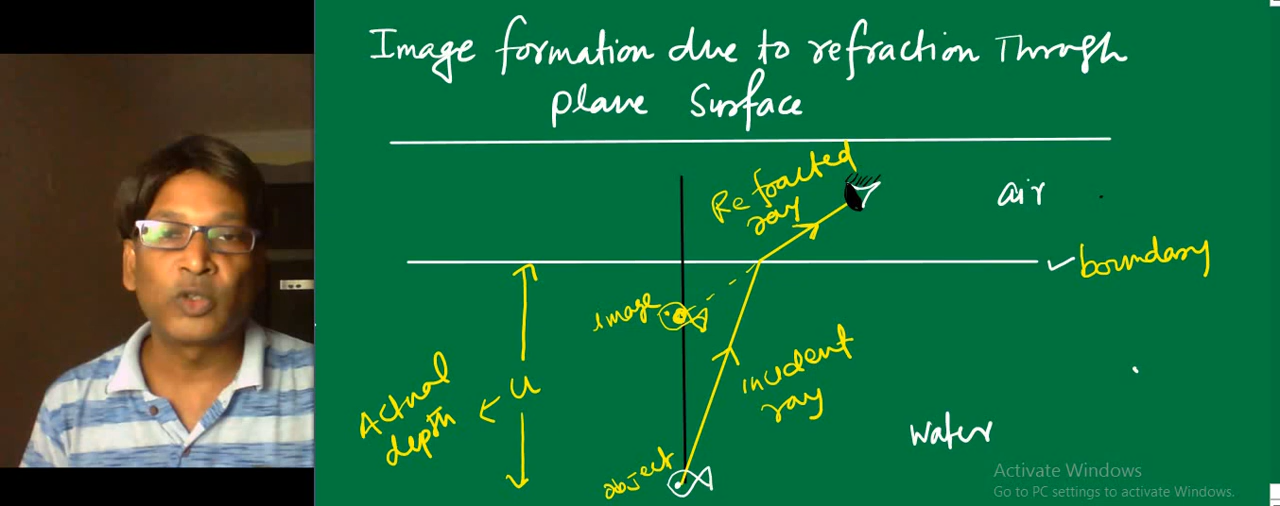 Image formation due to refraction Through
plane Surface
Refracted
ray
air
boundary
image
incident
ray
Actual
depth
u
object
water
Activate Windows
Go to PC settings to activate Windows.